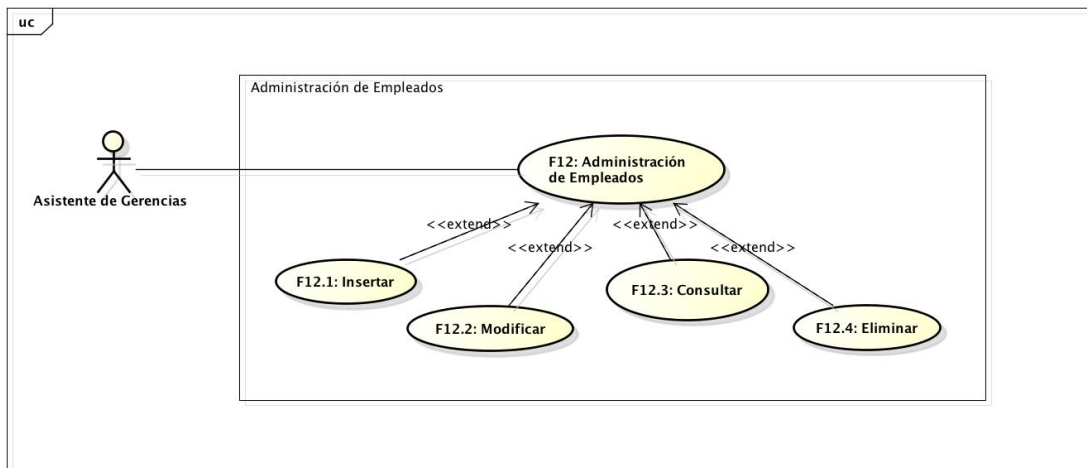 uc
Administración de Empleados
F12: Administración
de Empleados
Asistente de Gerencias
<<extend>>
<<extend>>
<<extend>>
<<extend>>
F12.1: Insertar
F12.2: Modificar
F12.3: Consultar
F12.4: Eliminar